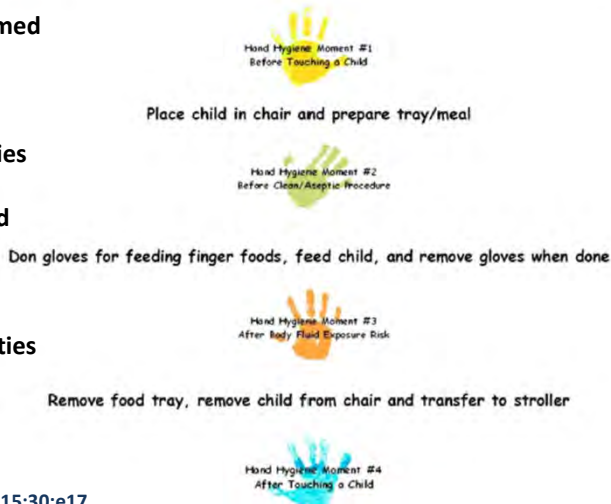 Hand Hygiene Moment #1
Before Touching a Child
Place child in chair and prepare tray/meal
Hand Hygiene Moment #2
Before Clean/Aseptic Procedure
Don gloves for feeding finger foods, feed child, and remove gloves when done
Hand Hygiene Moment #3
After Body Fluid Exposure Risk
Remove food tray, remove child from chair and transfer to stroller
Hand Hygiene Moment #4
After Touching a Child
15:30:e17